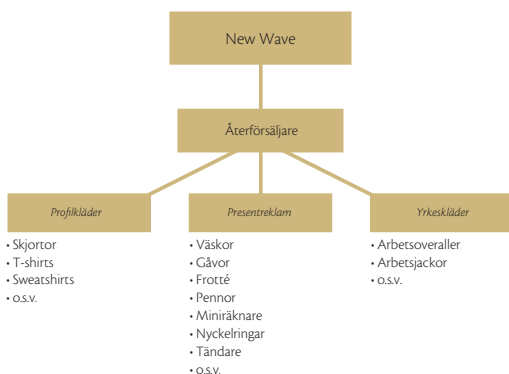 New Wave
Återförsäljare
Profilkläder
• Skjortor
• T-shirts
• Sweatshirts
• o.s.v.
Presentreklam
• Väskor
• Gåvor
• Frotté
• Pennor
• Miniräknare
• Nyckelringar
• Tändare
• o.s.v.
Yrkeskläder
• Arbetsoveraller
• Arbetsjackor
• o.s.v.